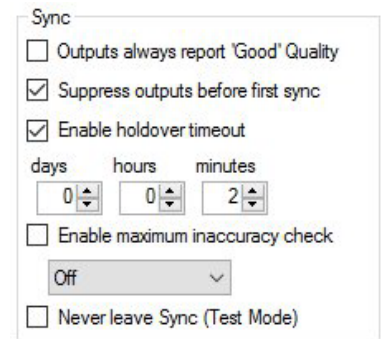 Sync
Outputs always report 'Good' Quality
Suppress outputs before first sync
Enable holdover timeout
days hours minutes
0 0 2
Enable maximum inaccuracy check
Off
Never leave Sync (Test Mode)